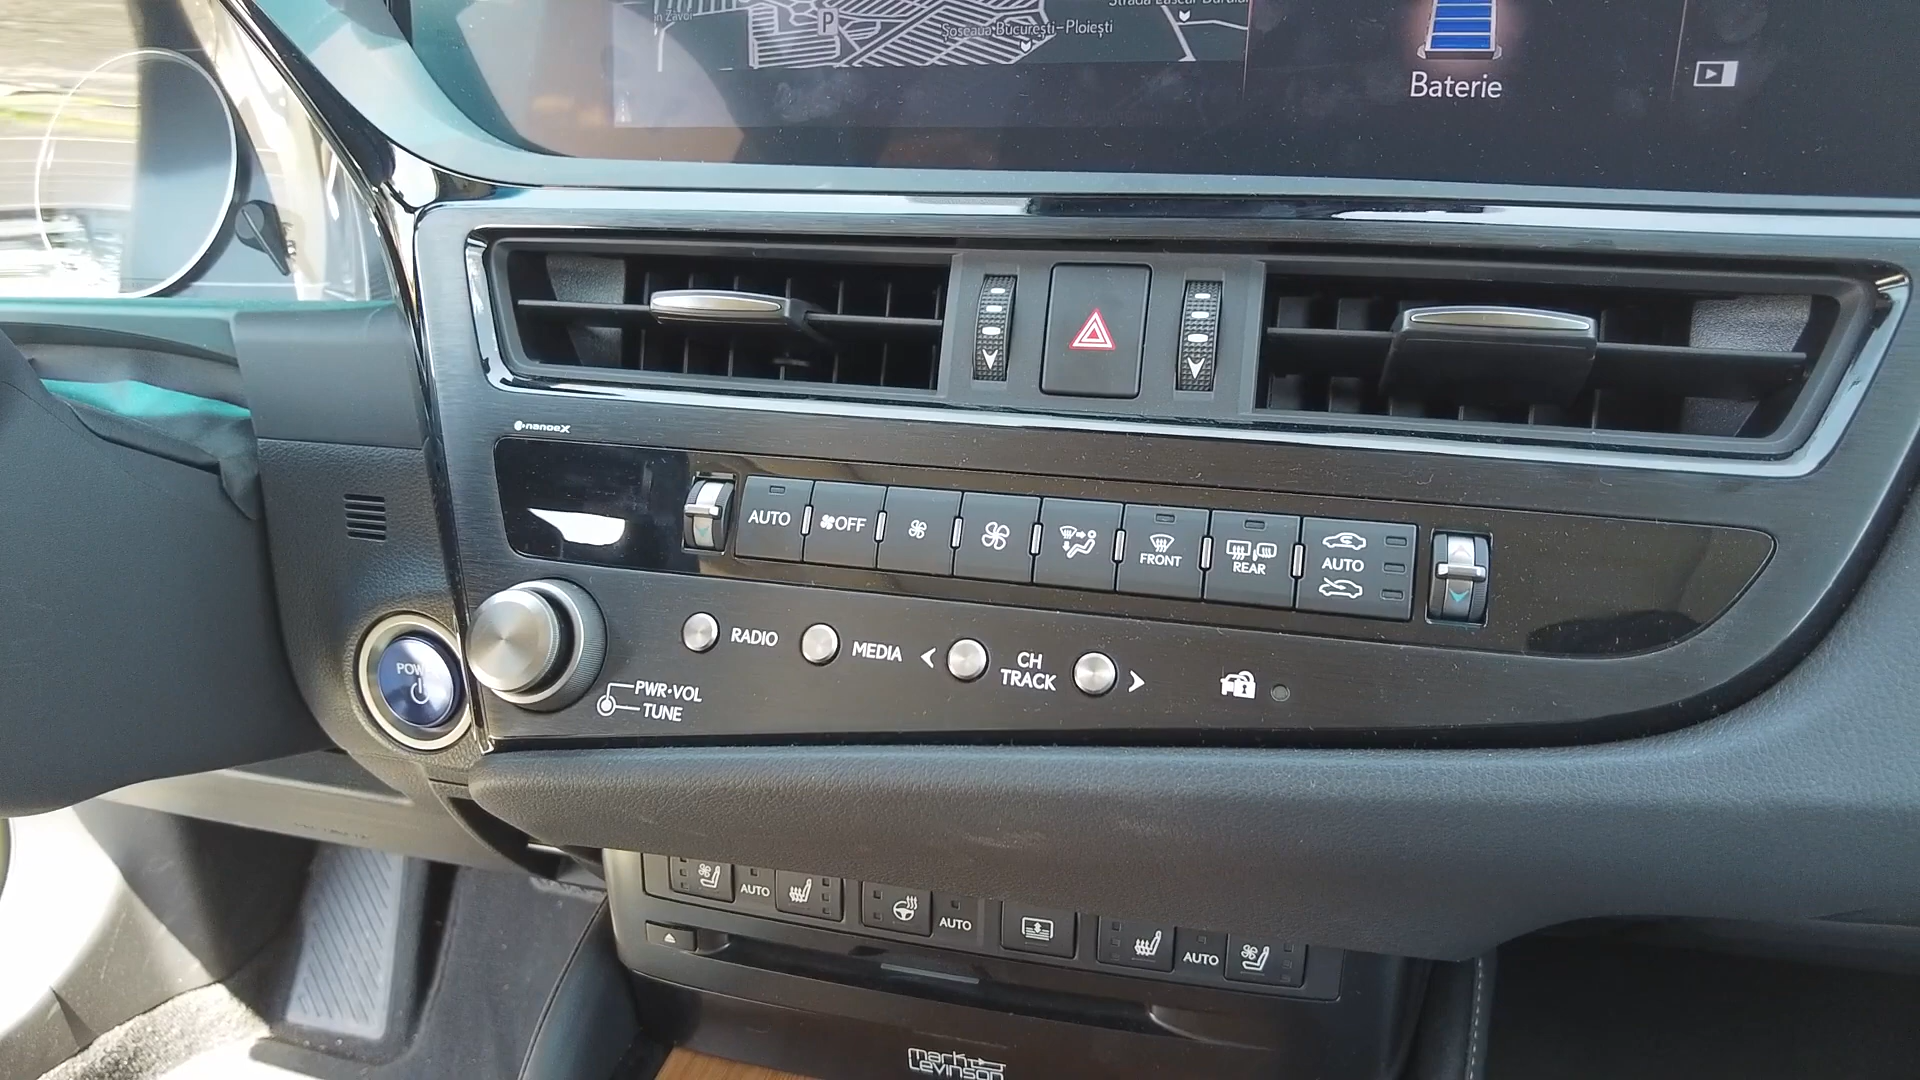 n Zăvoi
P
Șoseaua București–Ploiești
Baterie
nanoeX
AUTO
OFF
FRONT
REAR
AUTO
POWER
RADIO
MEDIA
CH
TRACK
PWR·VOL
TUNE
AUTO
AUTO
AUTO
mark
Levinson